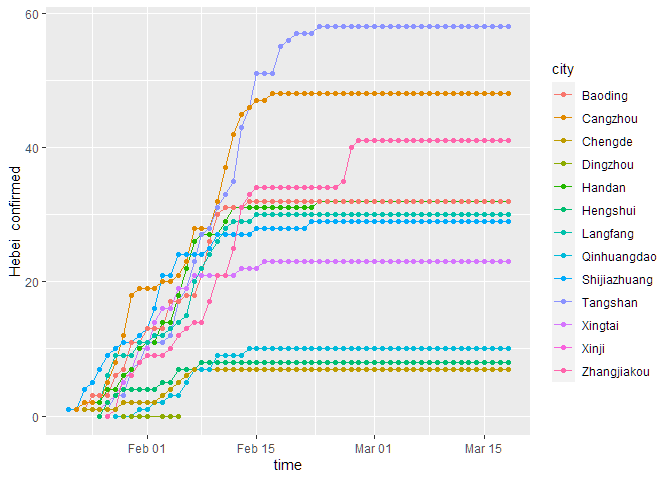 60
40
20
0
Hebei confirmed
Feb 01
Feb 15
Mar 01
Mar 15
time
city
Baoding
Cangzhou
Chengde
Dingzhou
Handan
Hengshui
Langfang
Qinhuangdao
Shijiazhuang
Tangshan
Xingtai
Xinji
Zhangjiakou